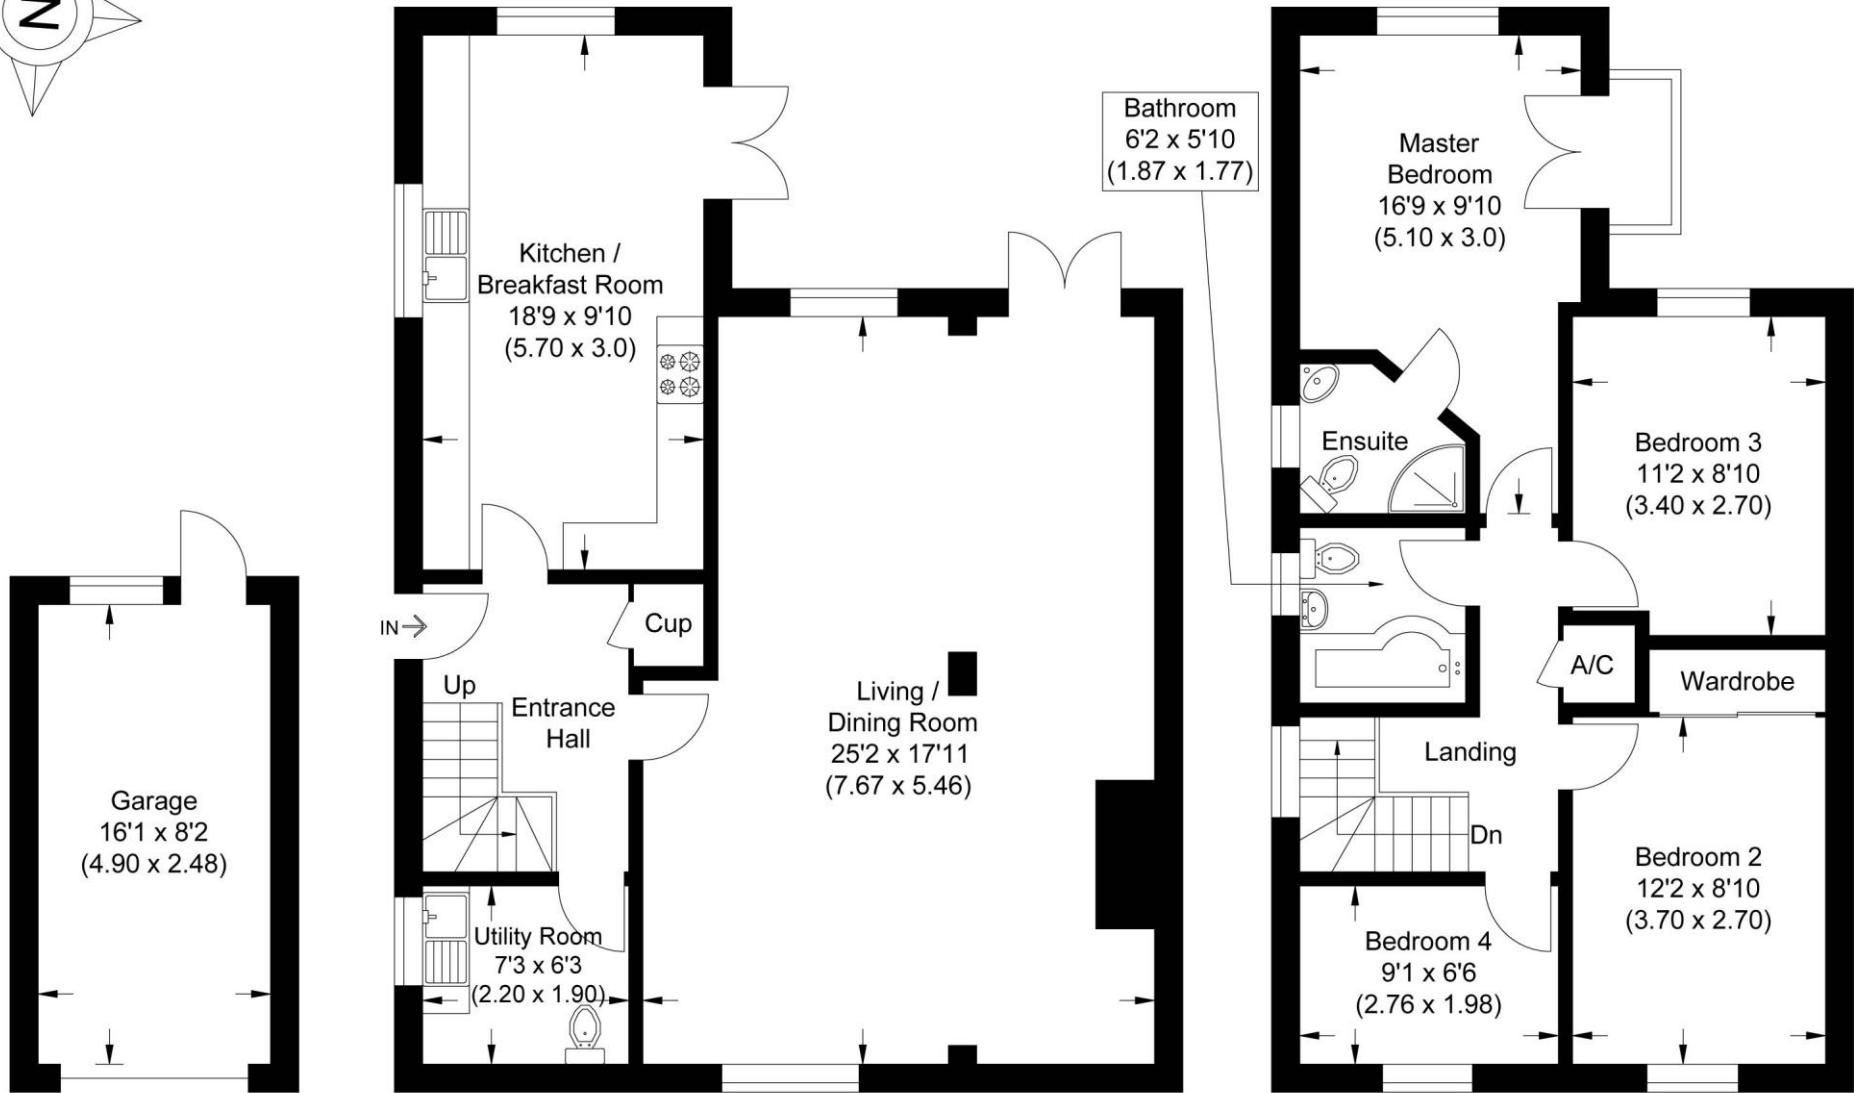 N
Garage
16'1 x 8'2
(4.90 x 2.48)
Kitchen /
Breakfast Room
18'9 x 9'10
(5.70 x 3.0)
IN
Cup
Up
Entrance
Hall
Living /
Dining Room
25'2 x 17'11
(7.67 x 5.46)
Utility Room
7'3 x 6'3
(2.20 x 1.90)
Bathroom
6'2 x 5'10
(1.87 x 1.77)
Master
Bedroom
16'9 x 9'10
(5.10 x 3.0)
Ensuite
Bedroom 3
11'2 x 8'10
(3.40 x 2.70)
A/C
Wardrobe
Landing
Dn
Bedroom 2
12'2 x 8'10
(3.70 x 2.70)
Bedroom 4
9'1 x 6'6
(2.76 x 1.98)